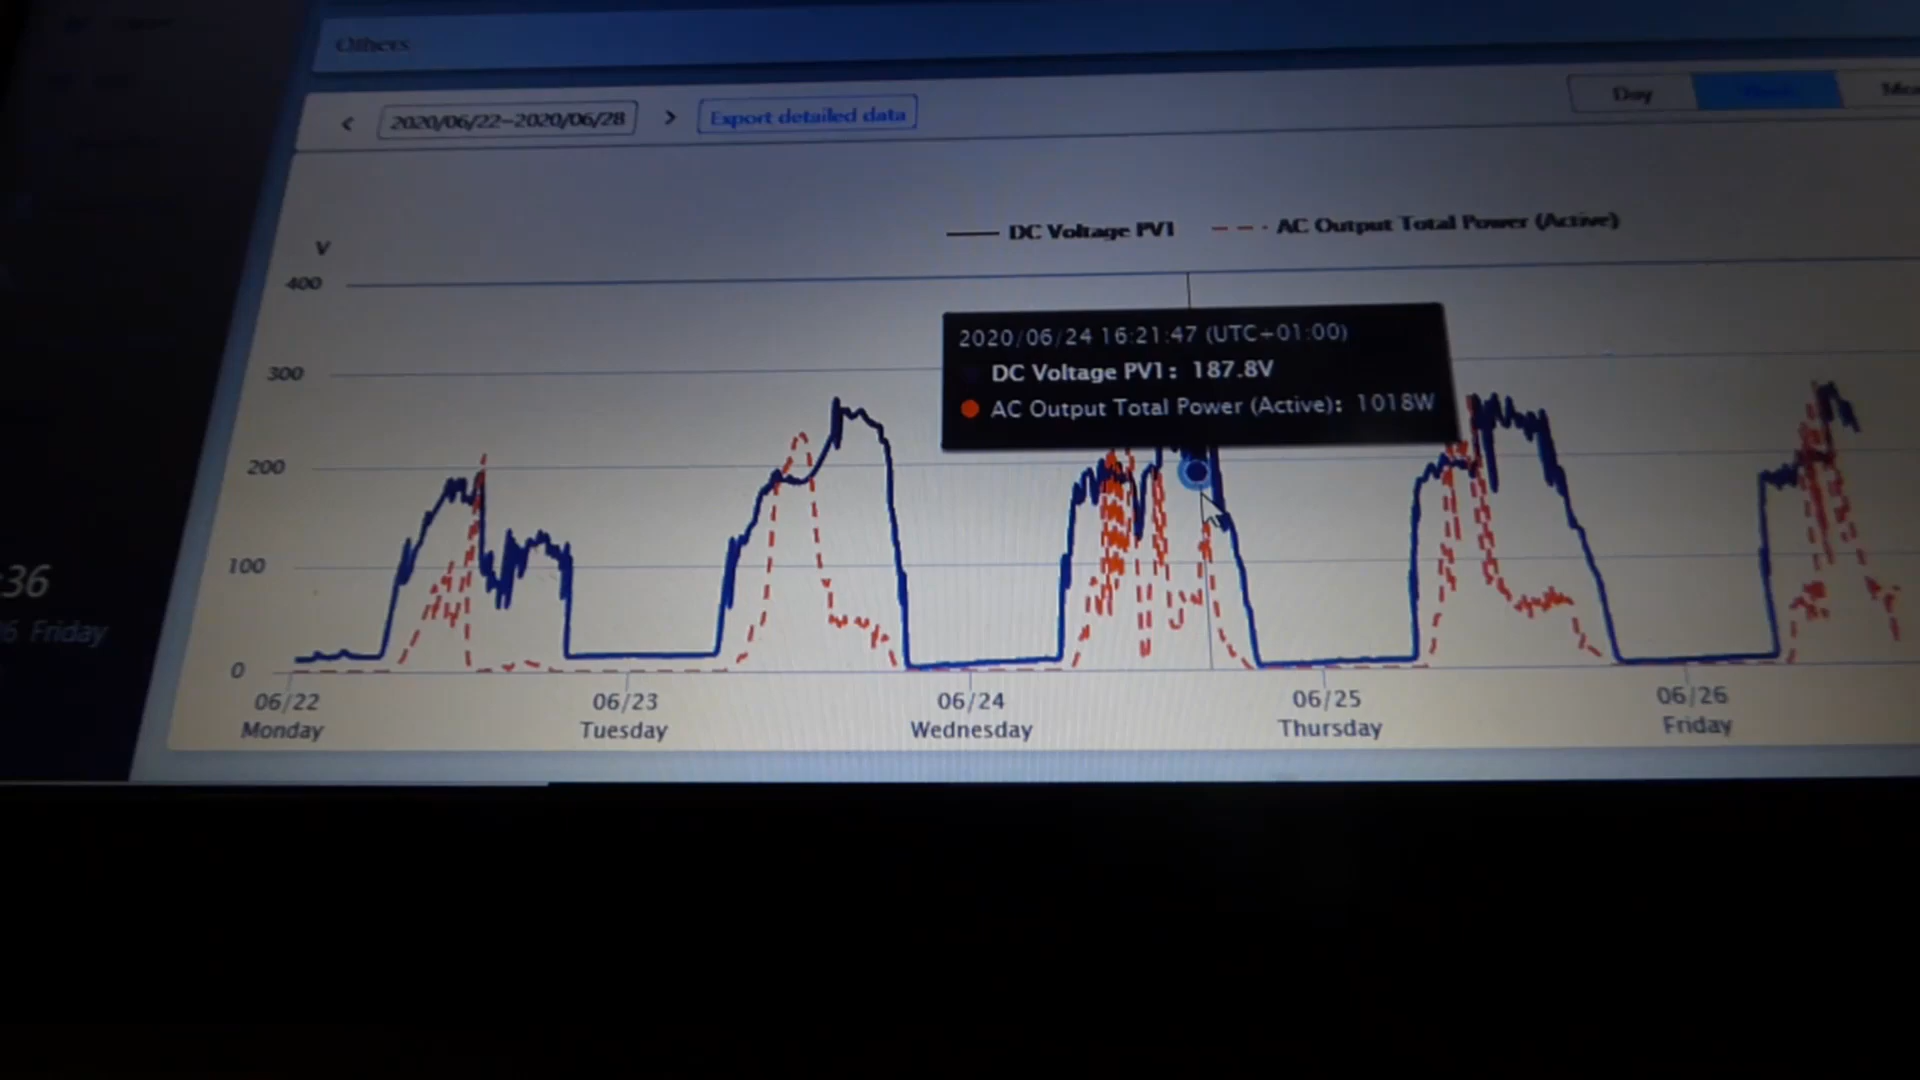 Others
2020/06/22~2020/06/28
Export detailed data
Day
V
DC Voltage PV1
AC Output Total Power (Active)
400
300
200
100
0
2020/06/24 16:21:47 (UTC+01:00)
DC Voltage PV1: 187.8V
AC Output Total Power (Active): 1018W
:36
Friday
06/22
Monday
06/23
Tuesday
06/24
Wednesday
06/25
Thursday
06/26
Friday